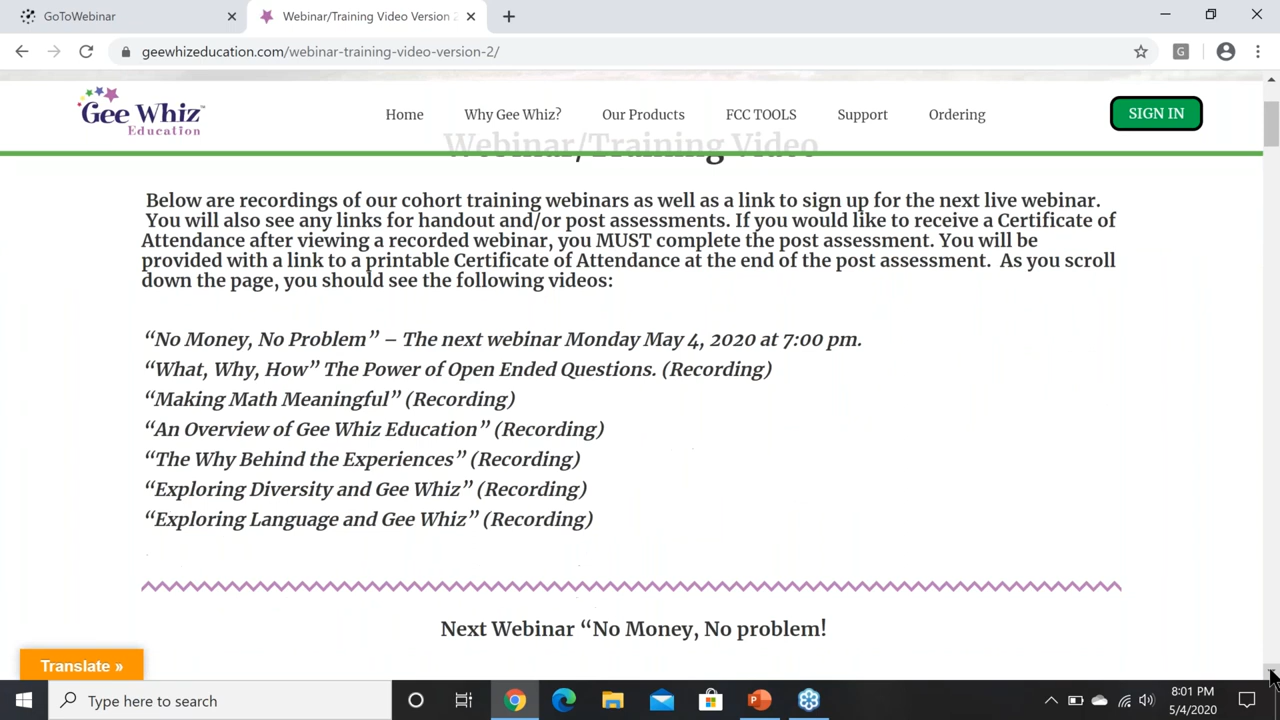 GoToWebinar
Webinar/Training Video Version 2
geewhizeducation.com/webinar-training-video-version-2/
G
Gee Whiz
Education
Home
Why Gee Whiz?
Our Products
FCC TOOLS
Support
Ordering
SIGN IN
Webinar/Training Video
Below are recordings of our cohort training webinars as well as a link to sign up for the next live webinar.
You will also see any links for handout and/or post assessments. If you would like to receive a Certificate of
Attendance after viewing a recorded webinar, you MUST complete the post assessment. You will be
provided with a link to a printable Certificate of Attendance at the end of the post assessment. As you scroll
down the page, you should see the following videos:
“No Money, No Problem” – The next webinar Monday May 4, 2020 at 7:00 pm.
“What, Why, How” The Power of Open Ended Questions. (Recording)
“Making Math Meaningful” (Recording)
“An Overview of Gee Whiz Education” (Recording)
“The Why Behind the Experiences” (Recording)
“Exploring Diversity and Gee Whiz” (Recording)
“Exploring Language and Gee Whiz” (Recording)
Next Webinar “No Money, No problem!
Translate »
Type here to search
8:01 PM
5/4/2020